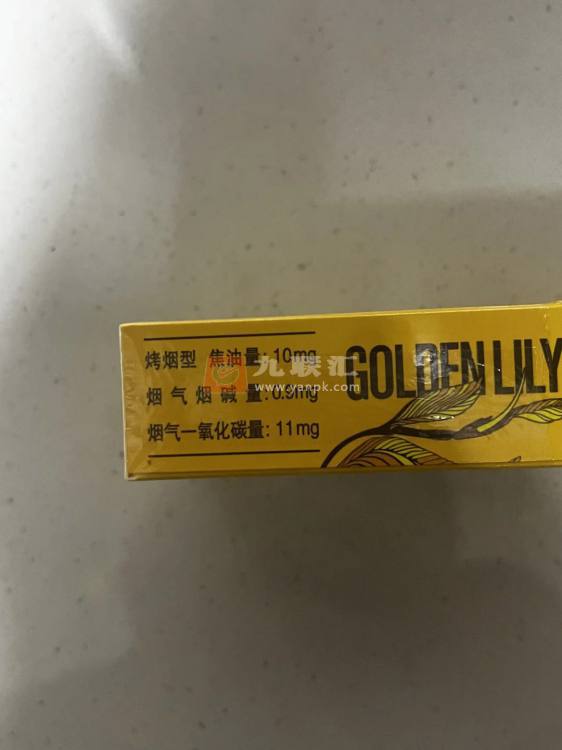 烤烟型 焦油量: 10mg
烟气烟碱量: 0.9mg
烟气一氧化碳量: 11mg
GOLDEN LILY
九联汇
www.yanpk.com